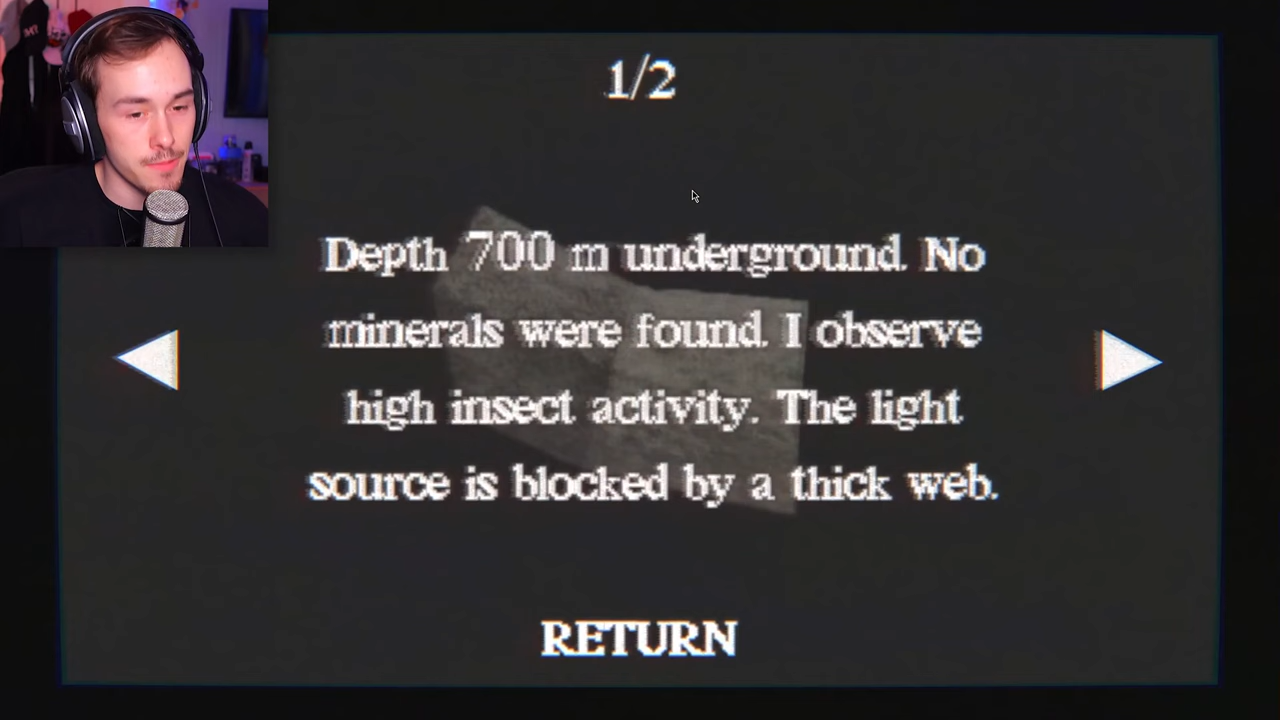 1/2
Depth 700 m underground. No
minerals were found. I observe
high insect activity. The light
source is blocked by a thick web.
RETURN